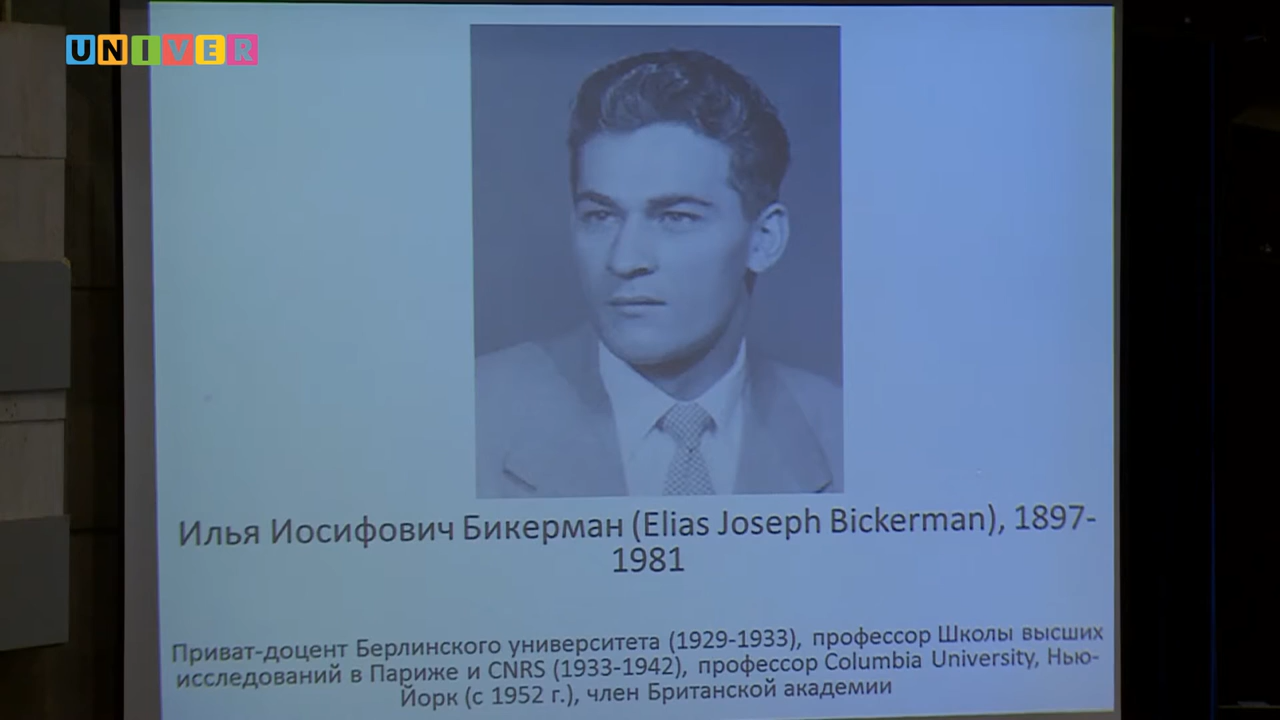 UNIVER
Илья Иосифович Бикерман (Elias Joseph Bickerman), 1897-
1981
Приват-доцент Берлинского университета (1929-1933), профессор Школы высших
исследований в Париже и CNRS (1933-1942), профессор Columbia University, Нью-
Йорк (с 1952 г.), член Британской академии